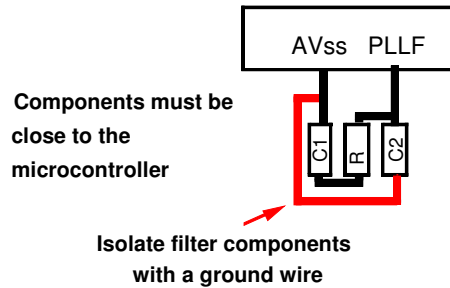 AVss PLLF
Components must be
close to the
microcontroller
C1 R C2
Isolate filter components
with a ground wire